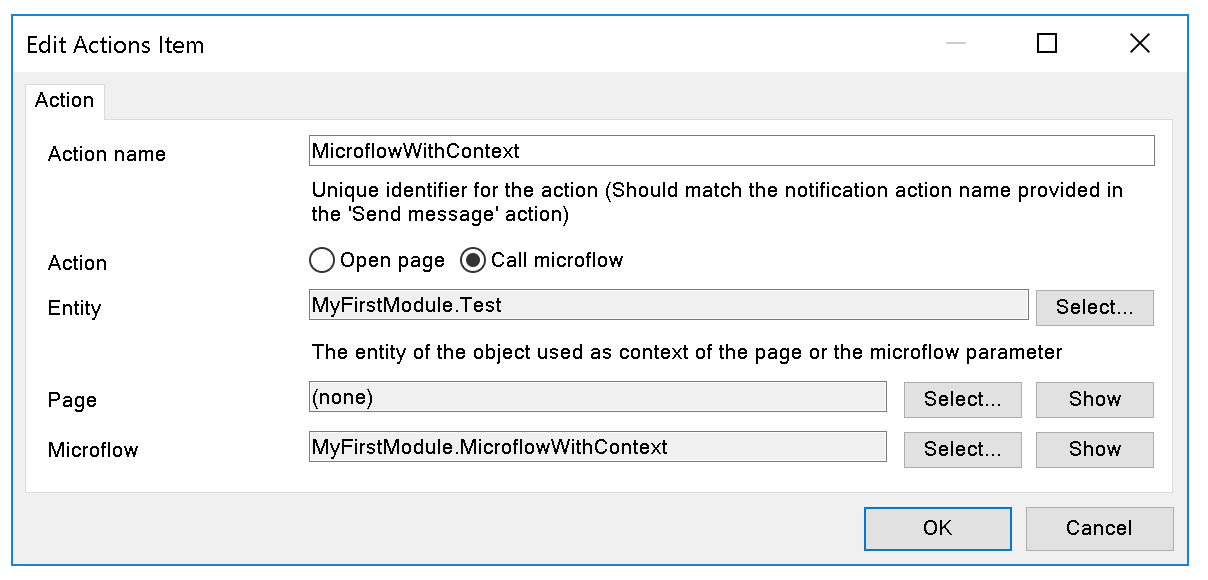 Edit Actions Item
Action
Action name
MicroflowWithContext
Unique identifier for the action (Should match the notification action name provided in
the 'Send message' action)
Action
Open page
Call microflow
Entity
MyFirstModule.Test
Select...
The entity of the object used as context of the page or the microflow parameter
Page
(none)
Select...
Show
Microflow
MyFirstModule.MicroflowWithContext
Select...
Show
OK
Cancel